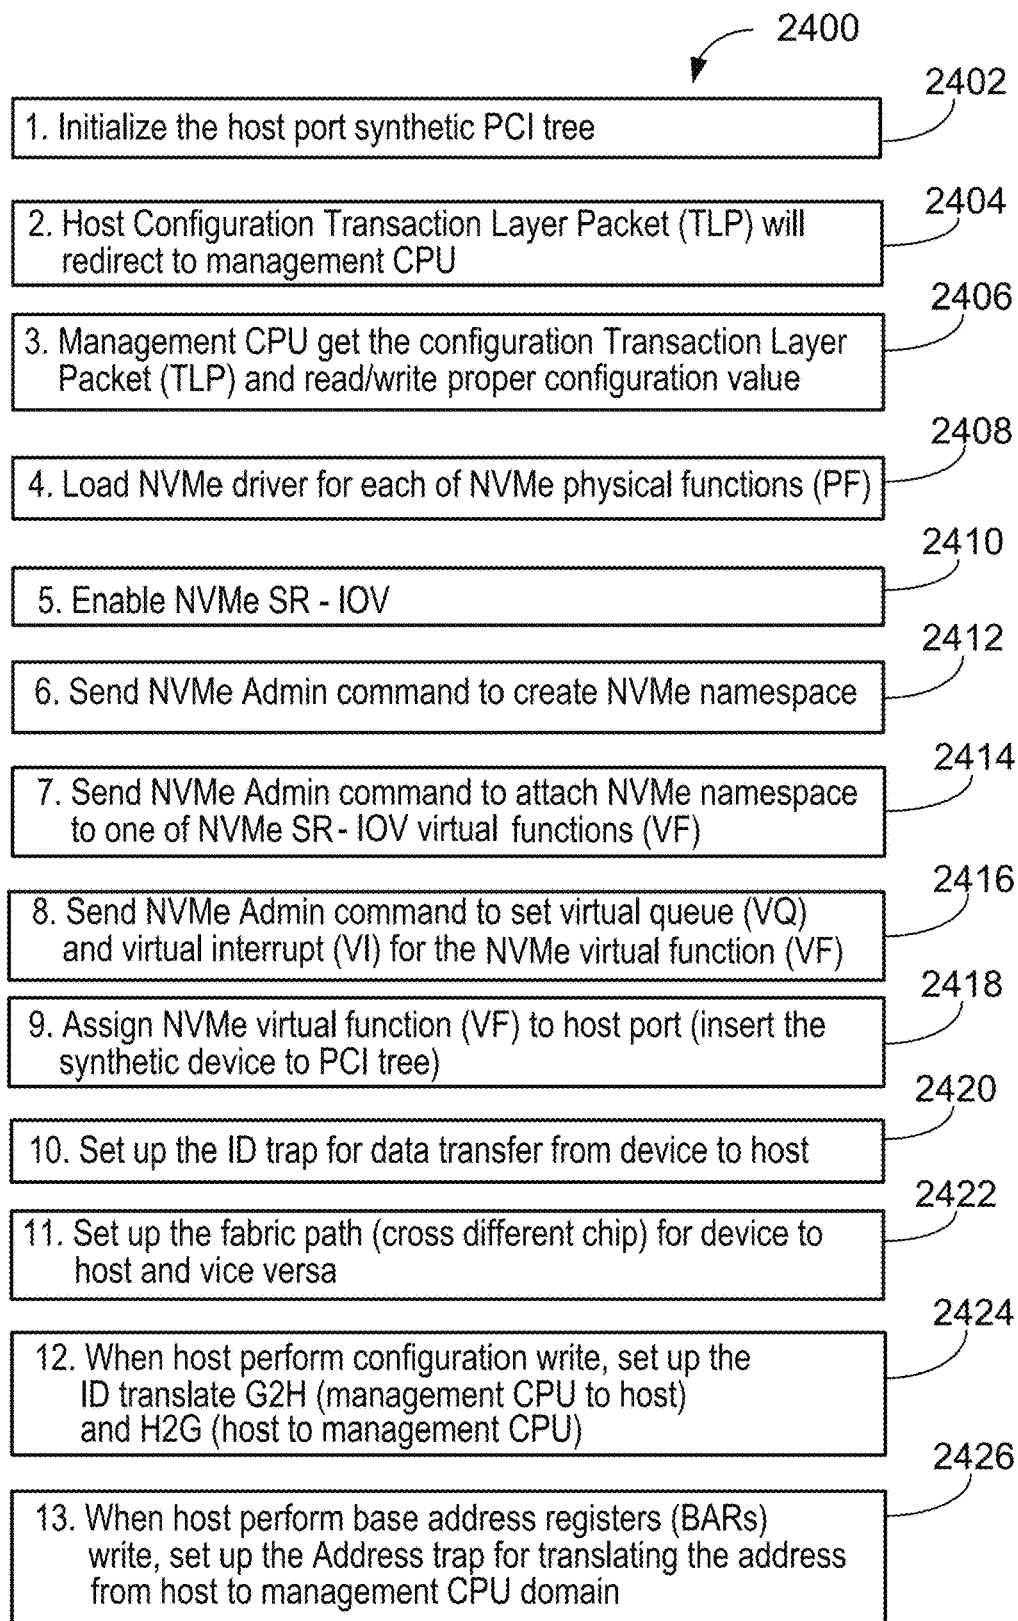 2400
2402
1. Initialize the host port synthetic PCI tree
2404
2. Host Configuration Transaction Layer Packet (TLP) will
redirect to management CPU
2406
3. Management CPU get the configuration Transaction Layer
Packet (TLP) and read/write proper configuration value
2408
4. Load NVMe driver for each of NVMe physical functions (PF)
2410
5. Enable NVMe SR - IOV
2412
6. Send NVMe Admin command to create NVMe namespace
2414
7. Send NVMe Admin command to attach NVMe namespace
to one of NVMe SR - IOV virtual functions (VF)
2416
8. Send NVMe Admin command to set virtual queue (VQ)
and virtual interrupt (VI) for the NVMe virtual function (VF)
2418
9. Assign NVMe virtual function (VF) to host port (insert the
synthetic device to PCI tree)
2420
10. Set up the ID trap for data transfer from device to host
2422
11. Set up the fabric path (cross different chip) for device to
host and vice versa
2424
12. When host perform configuration write, set up the
ID translate G2H (management CPU to host)
and H2G (host to management CPU)
2426
13. When host perform base address registers (BARs)
write, set up the Address trap for translating the address
from host to management CPU domain